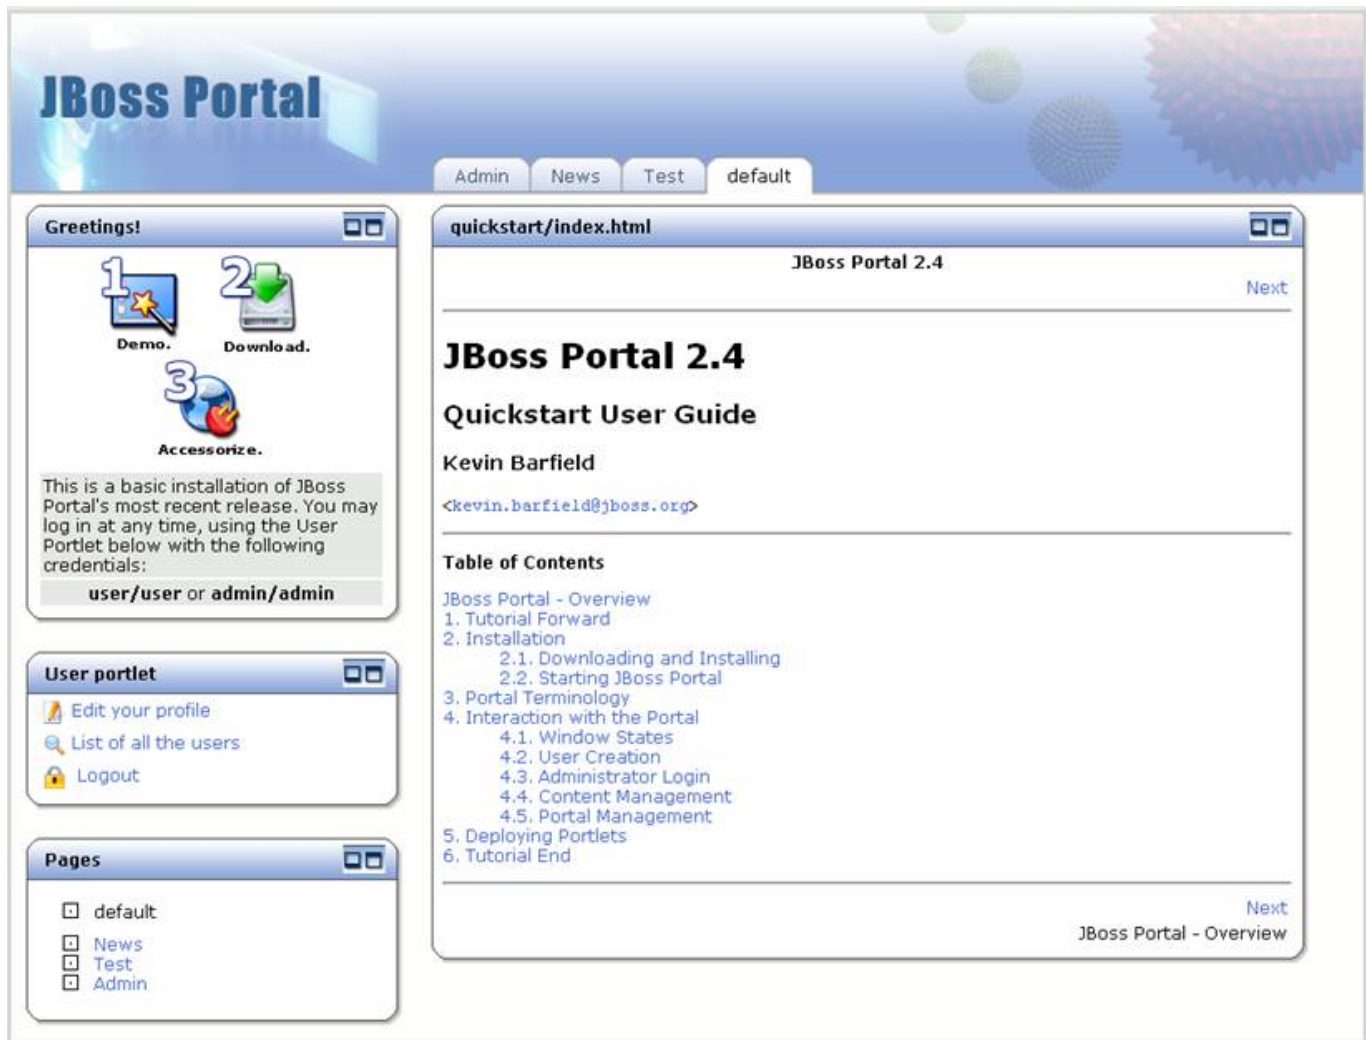 JBoss Portal
Admin News Test default
Greetings!
1 2
Demo. Download.
3
Accessorize.
This is a basic installation of JBoss
Portal's most recent release. You may
log in at any time, using the User
Portlet below with the following
credentials:
user/user or admin/admin
User portlet
Edit your profile
List of all the users
Logout
Pages
default
News
Test
Admin
quickstart/index.html
JBoss Portal 2.4
Next
JBoss Portal 2.4
Quickstart User Guide
Kevin Barfield
<kevin.barfield@jboss.org>
Table of Contents
JBoss Portal - Overview
1. Tutorial Forward
2. Installation
2.1. Downloading and Installing
2.2. Starting JBoss Portal
3. Portal Terminology
4. Interaction with the Portal
4.1. Window States
4.2. User Creation
4.3. Administrator Login
4.4. Content Management
4.5. Portal Management
5. Deploying Portlets
6. Tutorial End
Next
JBoss Portal - Overview